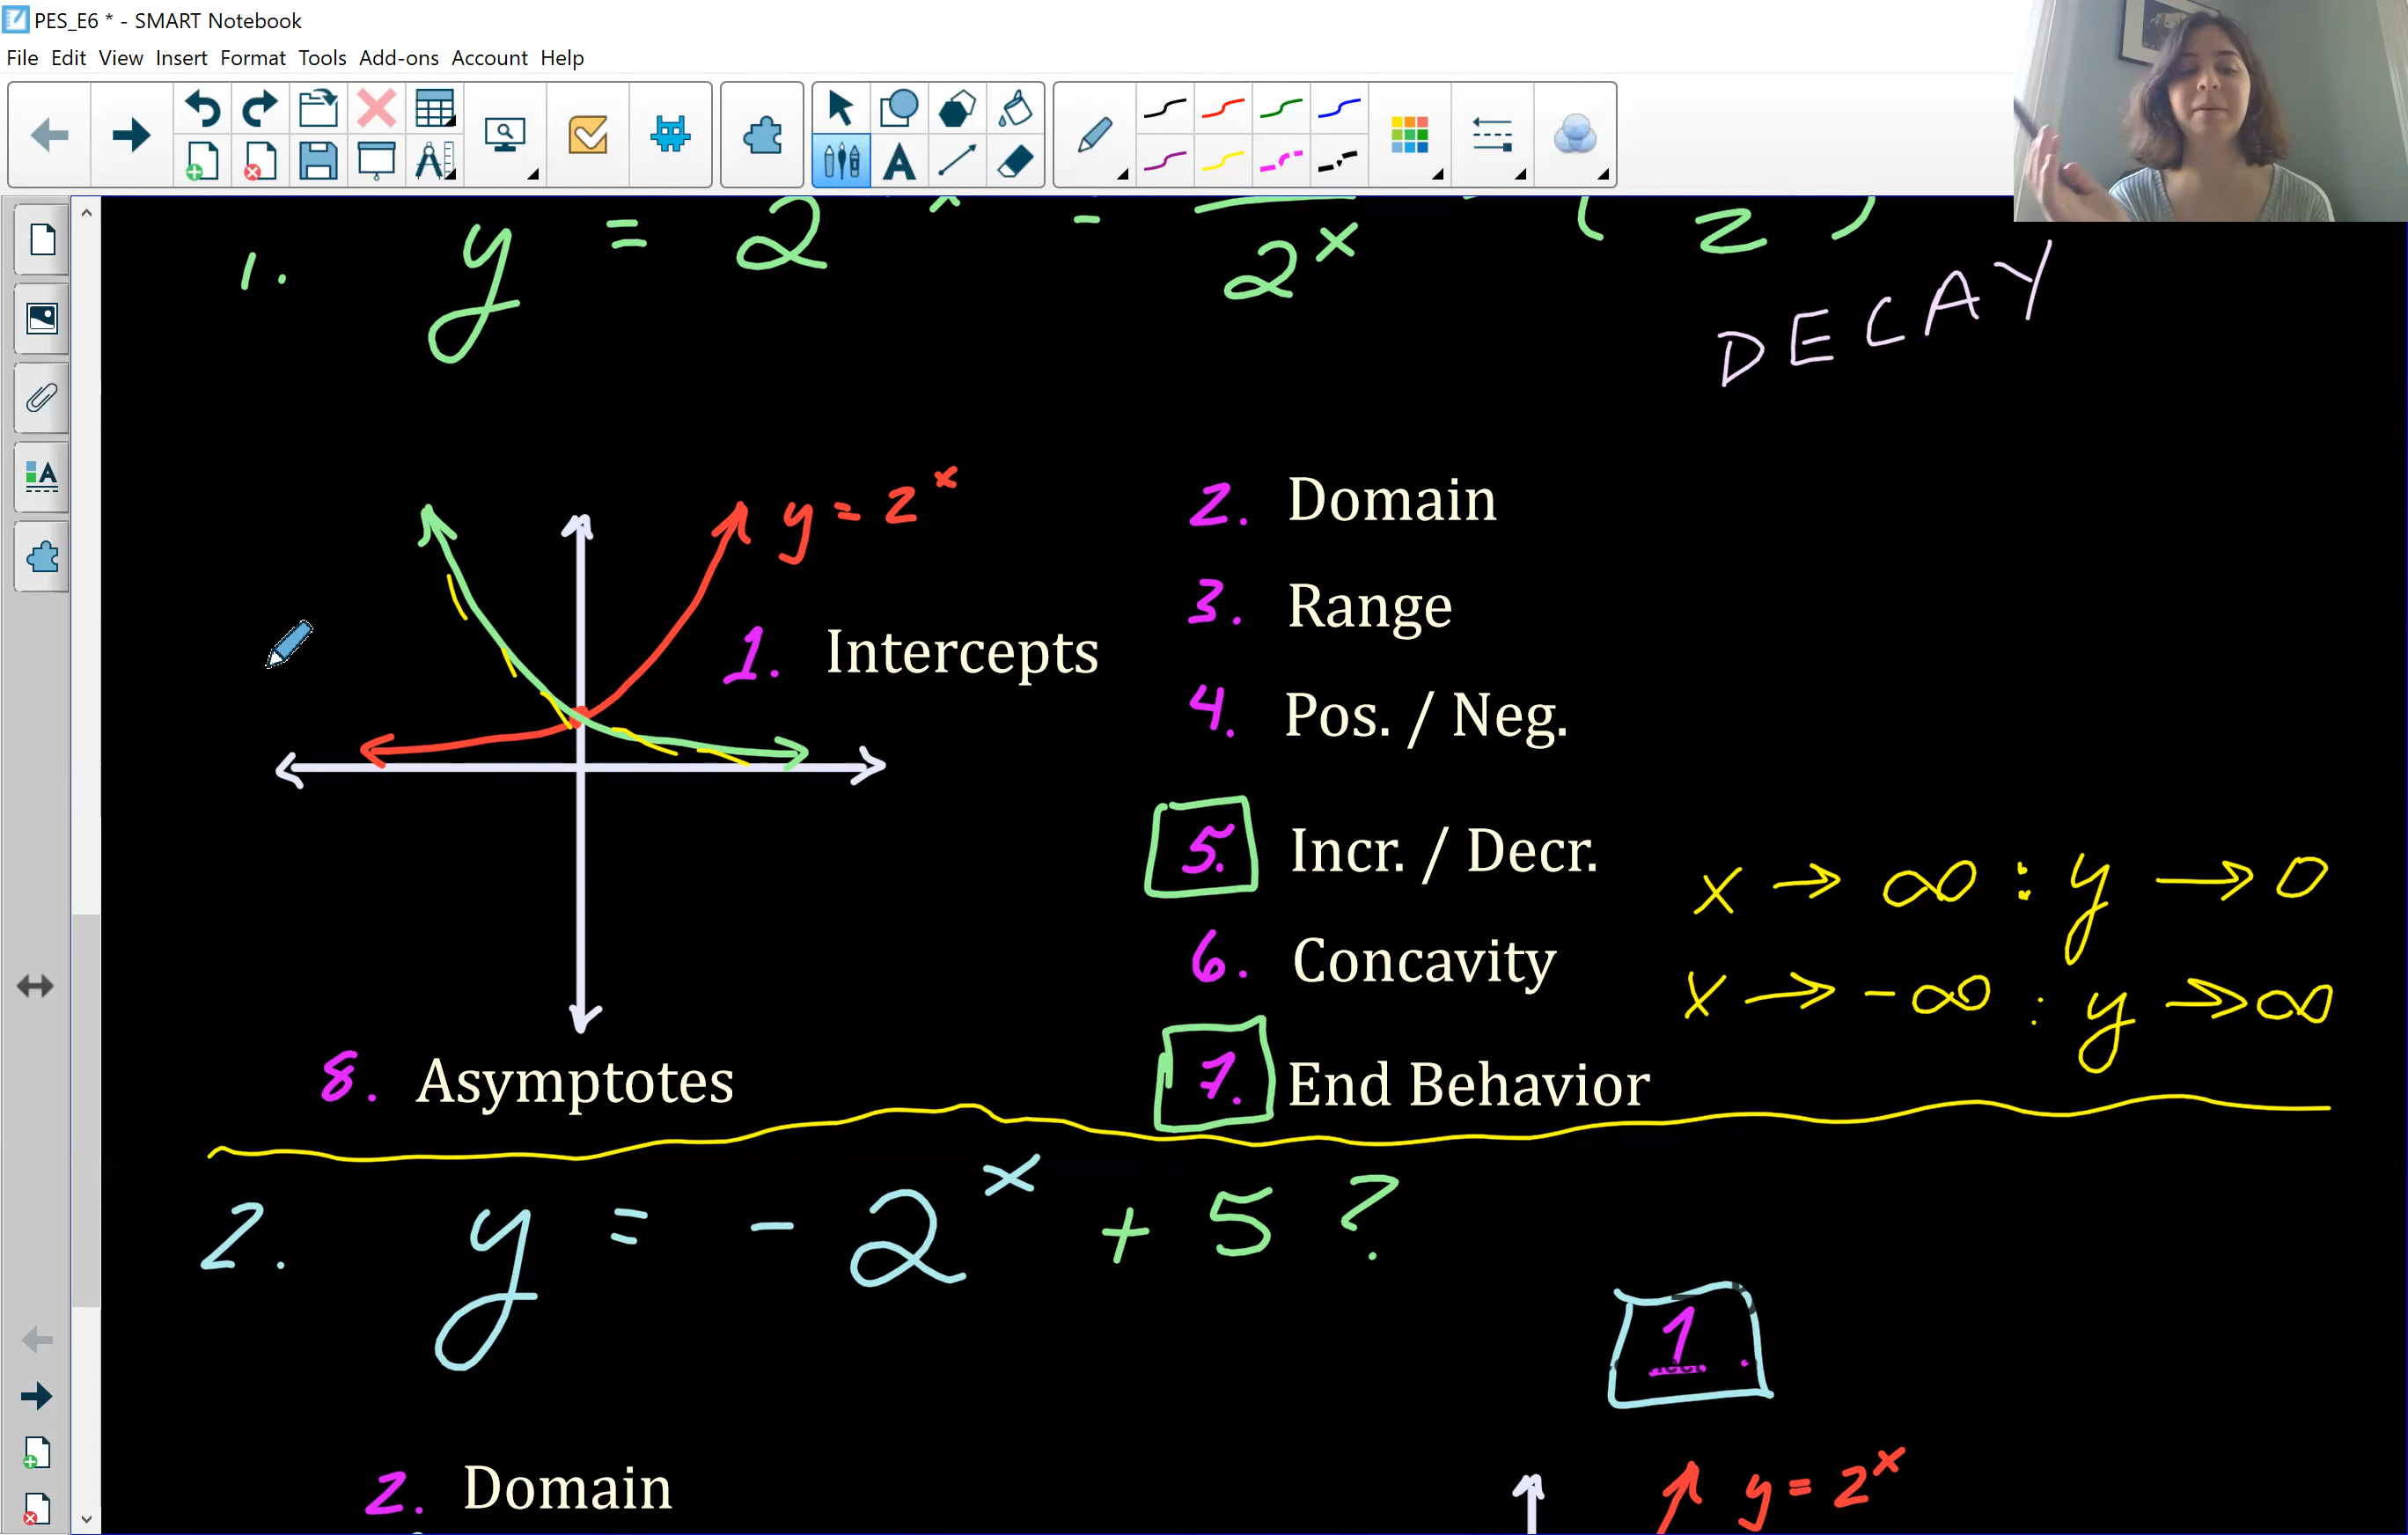 PES_E6 * - SMART Notebook
File Edit View Insert Format Tools Add-ons Account Help
1. y = 2 x = 2^x ( 2 )
DECAY
y = 2^x
1. Intercepts
2. Domain
3. Range
4. Pos. / Neg.
5. Incr. / Decr.
6. Concavity
7. End Behavior
x → ∞ : y → 0
x → -∞ : y → ∞
8. Asymptotes
2. y = - 2^x + 5 ?
1.
2. Domain
y = 2^x